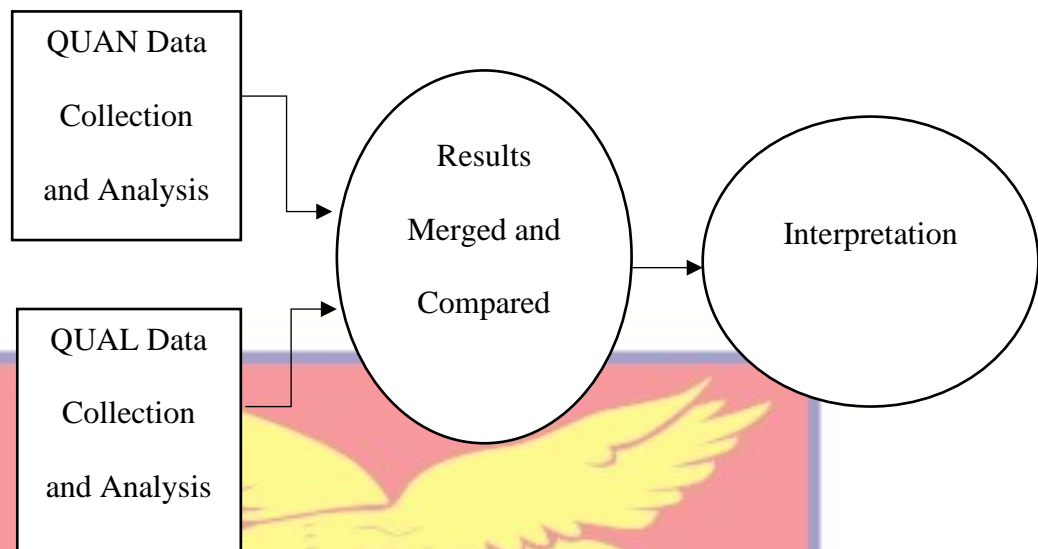 QUAN Data
Collection
and Analysis
Results
Merged and
Compared
Interpretation
QUAL Data
Collection
and Analysis